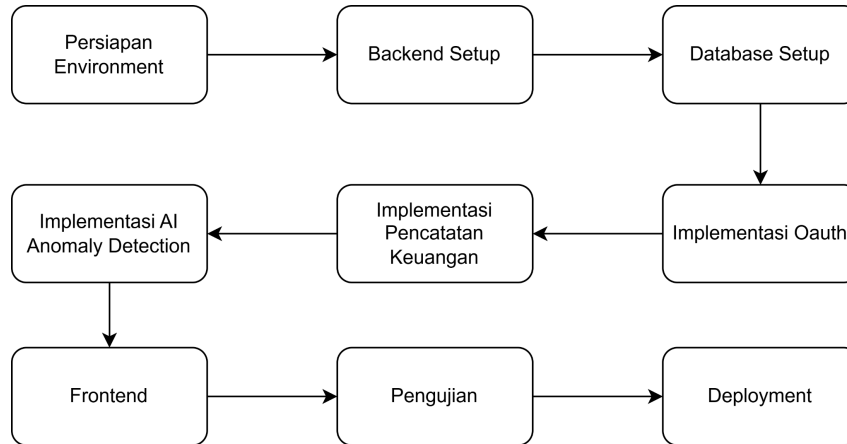 Persiapan
Environment
Backend Setup
Database Setup
Implementasi Oauth
Implementasi
Pencatatan
Keuangan
Implementasi AI
Anomaly Detection
Frontend
Pengujian
Deployment